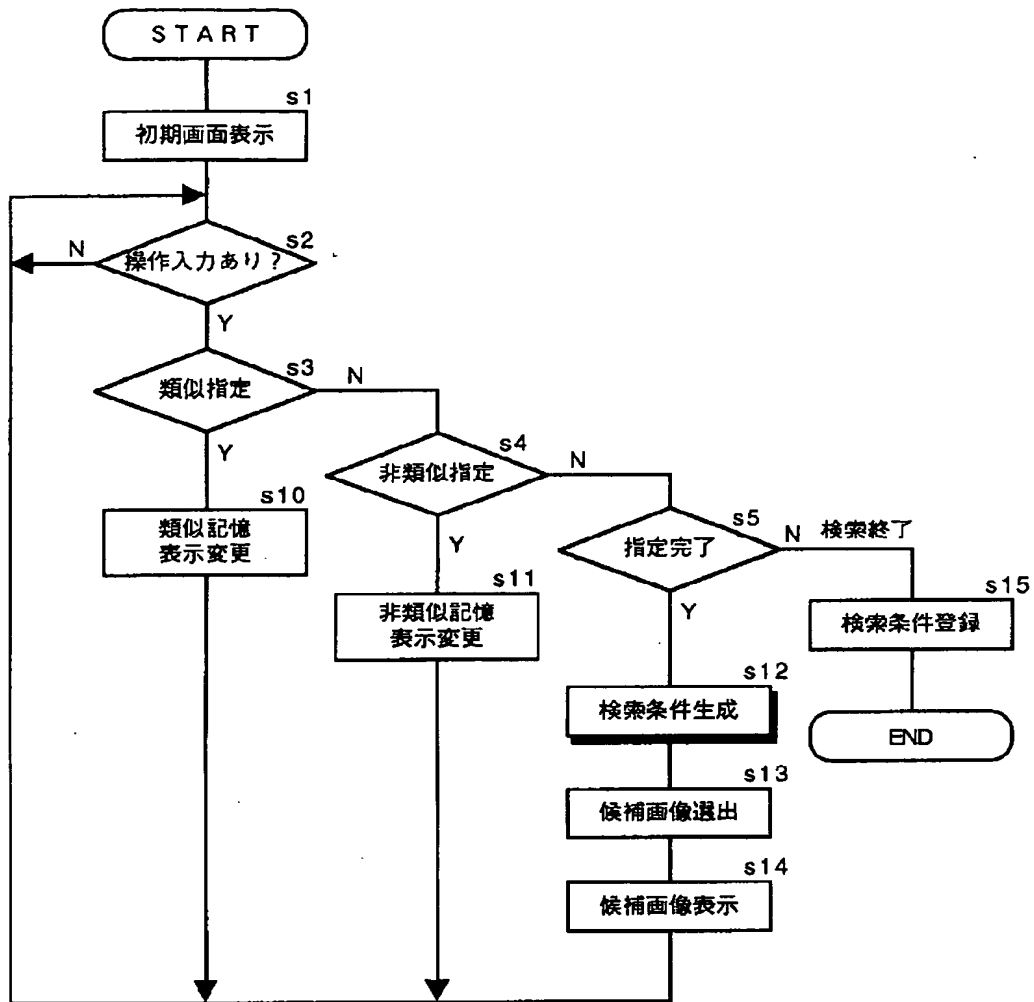 START
s1
初期画面表示
s2
N
操作入力あり？
Y
s3
N
類似指定
Y
s4
N
非類似指定
Y
s10
類似記憶
表示変更
s5
N 検索終了
指定完了
Y
s11
非類似記憶
表示変更
s15
検索条件登録
s12
検索条件生成
END
s13
候補画像選出
s14
候補画像表示